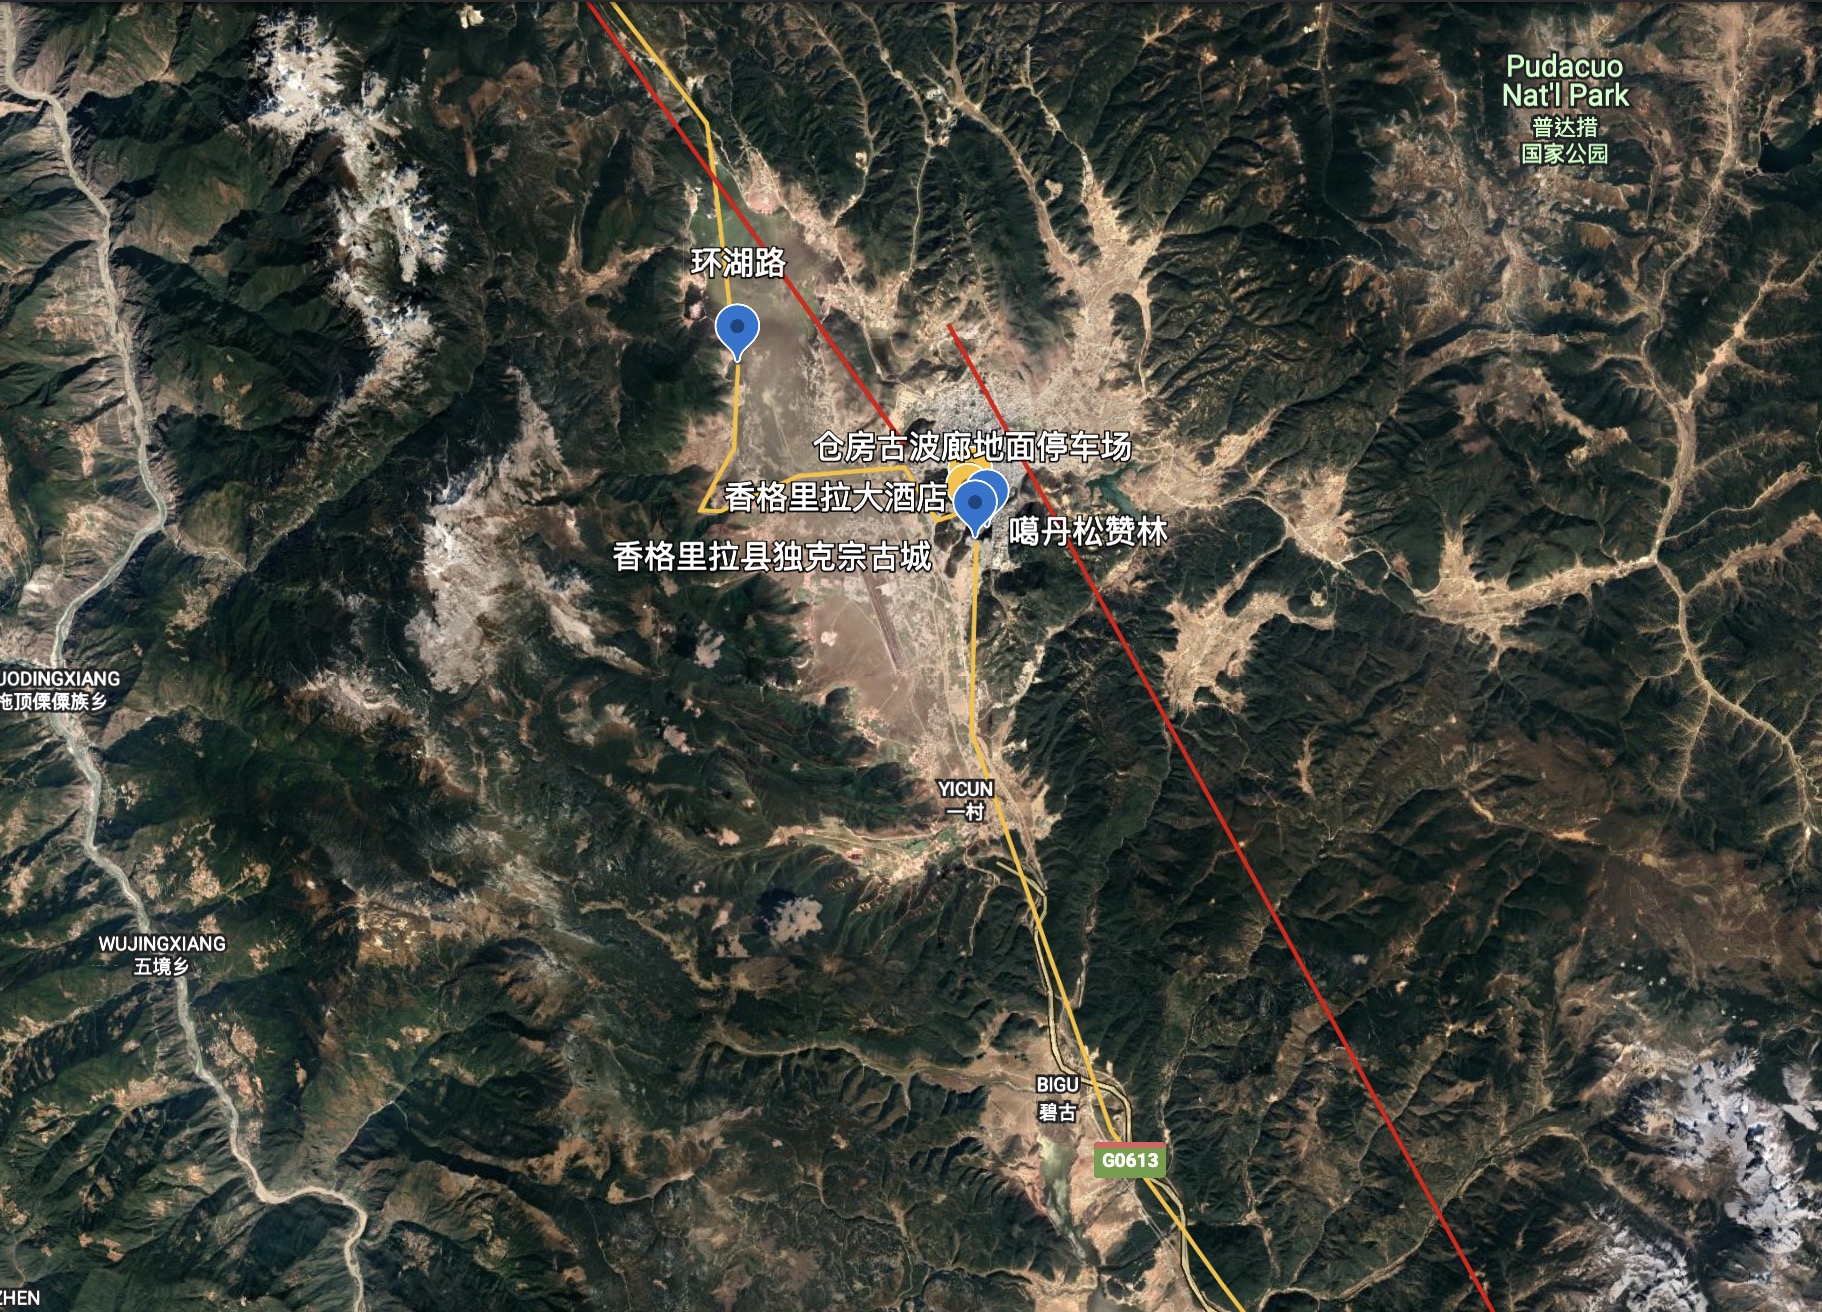 Pudacuo
Nat'l Park
普达措
国家公园
环湖路
仓房古波廊地面停车场
香格里拉大酒店
噶丹松赞林
香格里拉县独克宗古城
UODINGXIANG
拖顶傈僳族乡
YICUN
一村
WUJINGXIANG
五境乡
BIGU
碧古
G0613
ZHEN